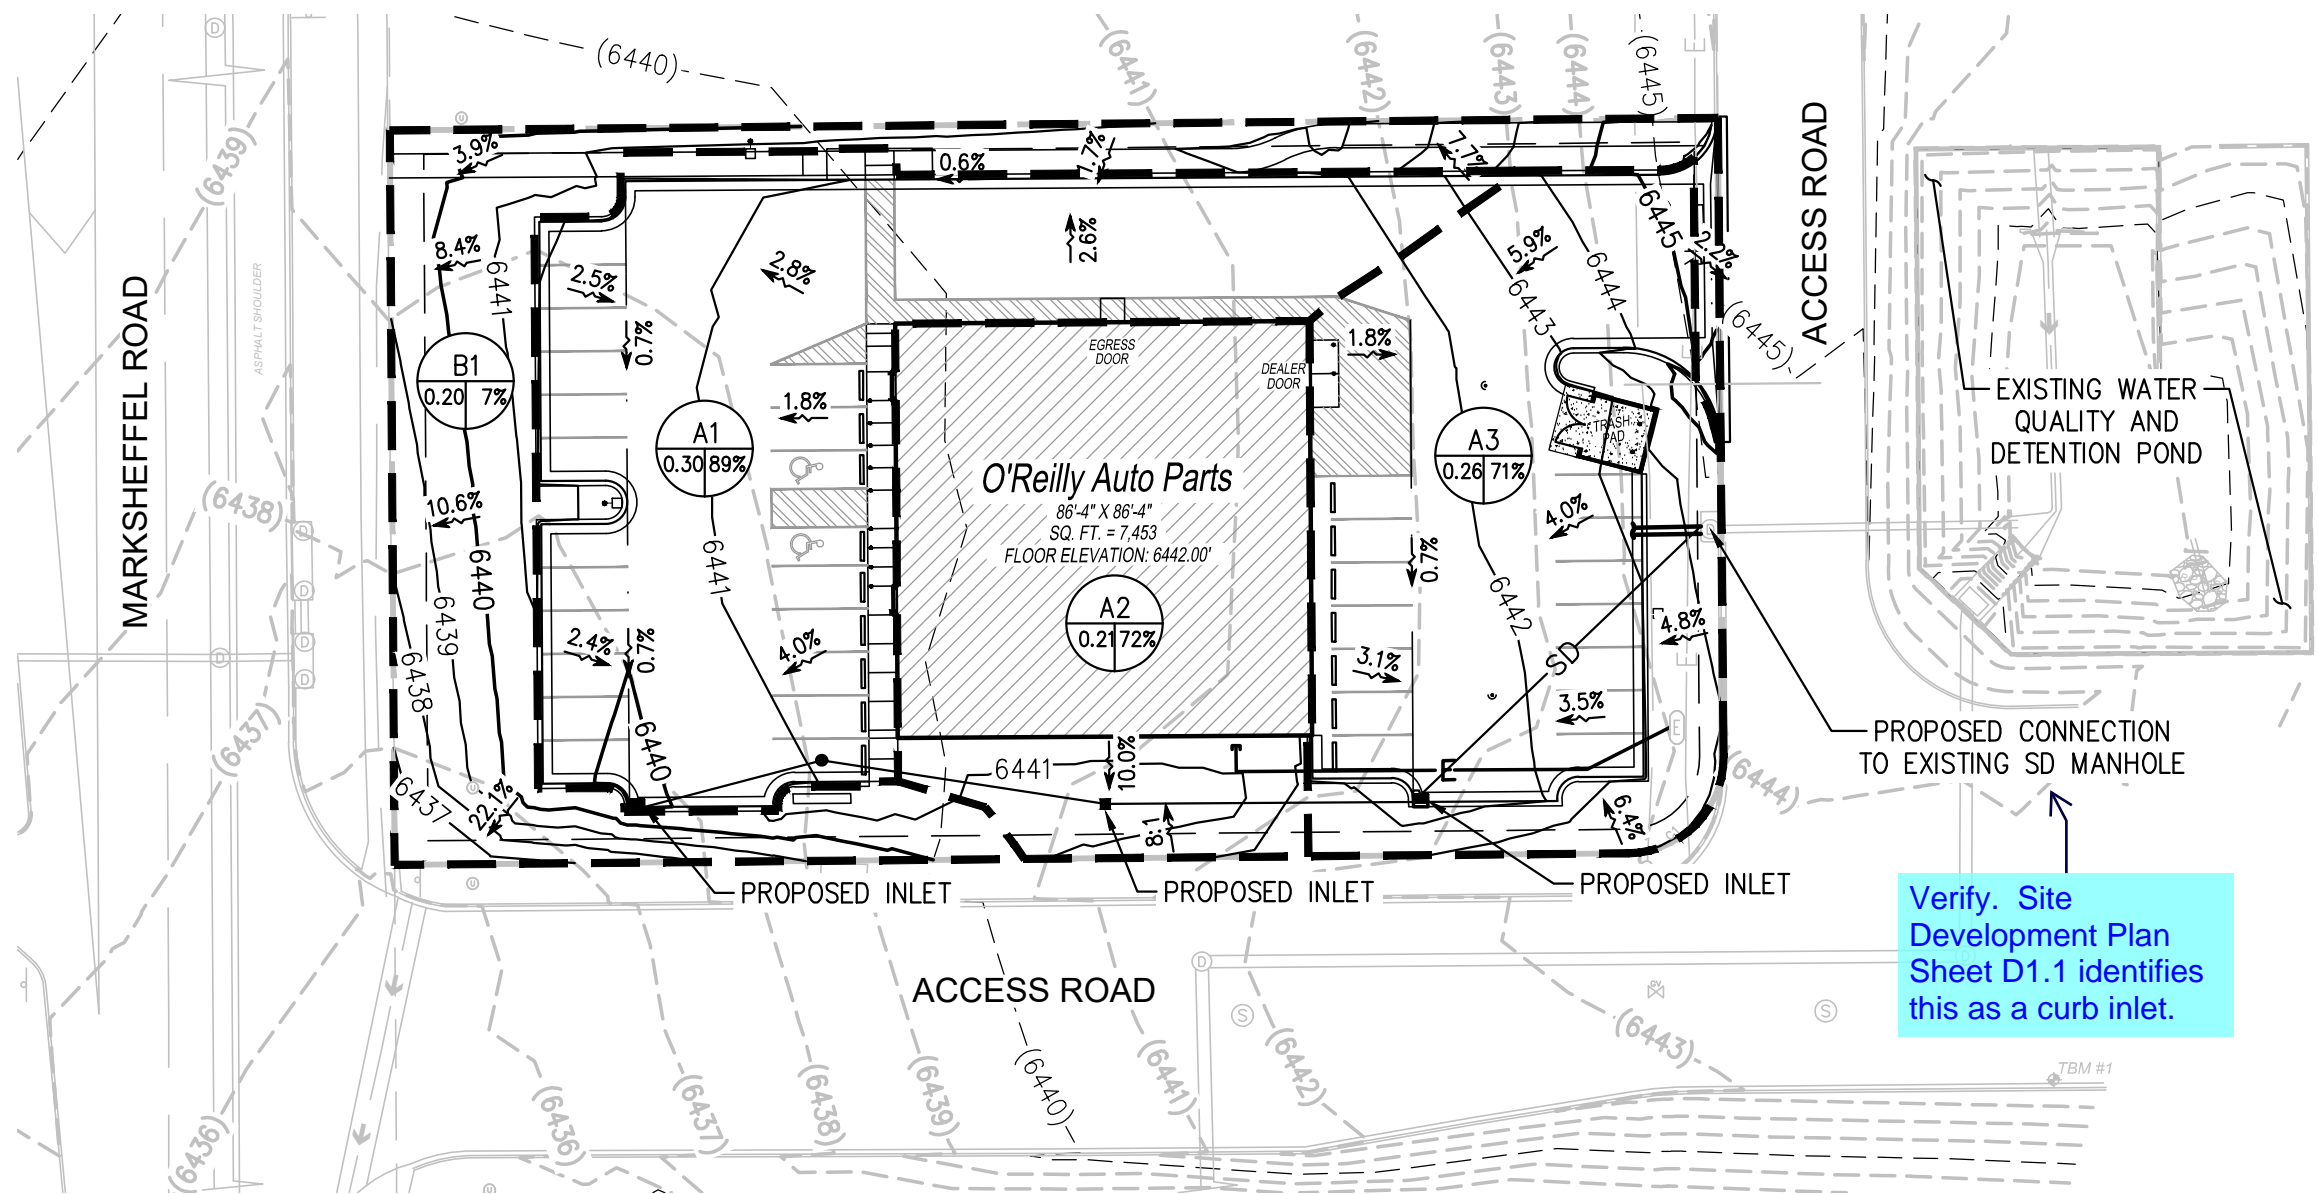 (6440)
(6441)
(6442)
(6443)
(6444)
(6445)
(6439)
3.9%
0.6%
1.7%
7.7%
ACCESS ROAD
8.4%
6441
2.5%
2.8%
2.6%
5.9%
6444
6445
2.2%
MARKSHEFFEL ROAD
ASPHALT SHOULDER
0.7%
6443
(6445)
EGRESS
DOOR
DEALER
DOOR
1.8%
B1
0.20 7%
1.8%
A1
0.30 89%
A3
0.26 71%
TRASH
PAD
EXISTING WATER
QUALITY AND
DETENTION POND
O'Reilly Auto Parts
86'-4" X 86'-4"
SQ. FT. = 7,453
FLOOR ELEVATION: 6442.00'
(6438)
10.6%
6440
6441
4.0%
0.7%
6442
A2
0.21 72%
6439
6438
2.4%
0.7%
4.0%
3.1%
SD
4.8%
3.5%
E
PROPOSED CONNECTION
TO EXISTING SD MANHOLE
(6437)
6437
22.1%
6440
6441
10.0%
8:1
E
6.4%
(6444)
PROPOSED INLET
PROPOSED INLET
PROPOSED INLET
Verify. Site
Development Plan
Sheet D1.1 identifies
this as a curb inlet.
ACCESS ROAD
D
S
S
(6436)
(6436)
(6437)
(6438)
(6439)
(6440)
(6441)
(6442)
(6443)
TBM #1